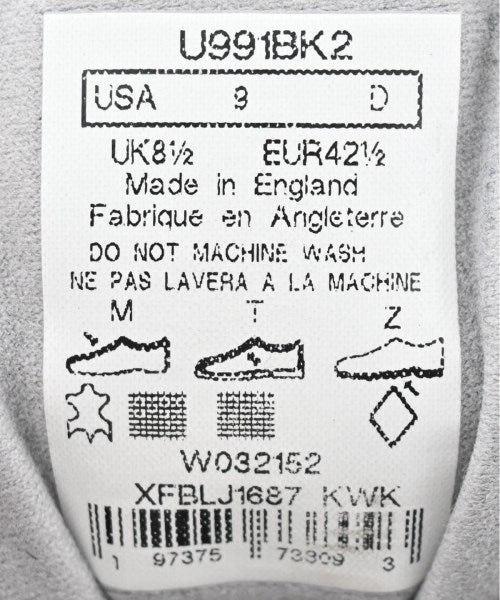 U991BK2
USA 9 D
UK8½ EUR42½
Made in England
Fabrique en Angleterre
DO NOT MACHINE WASH
NE PAS LAVERA A LA MACHINE
M T Z
W032152
XFBLJ1687 KWK
1 97375 73309 3